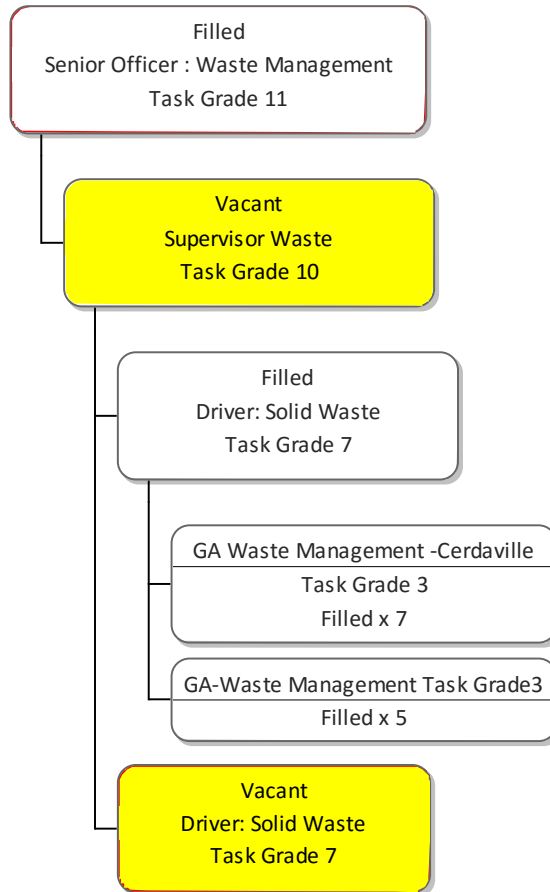 Filled
Senior Officer : Waste Management
Task Grade 11
Vacant
Supervisor Waste
Task Grade 10
Filled
Driver: Solid Waste
Task Grade 7
GA Waste Management -Cerdaville
Task Grade 3
Filled x 7
GA-Waste Management Task Grade3
Filled x 5
Vacant
Driver: Solid Waste
Task Grade 7